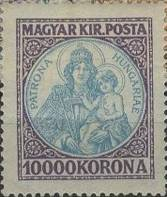 MAGYAR KIR. POSTA
PATRONA HUNGARIAE
10000 KORONA